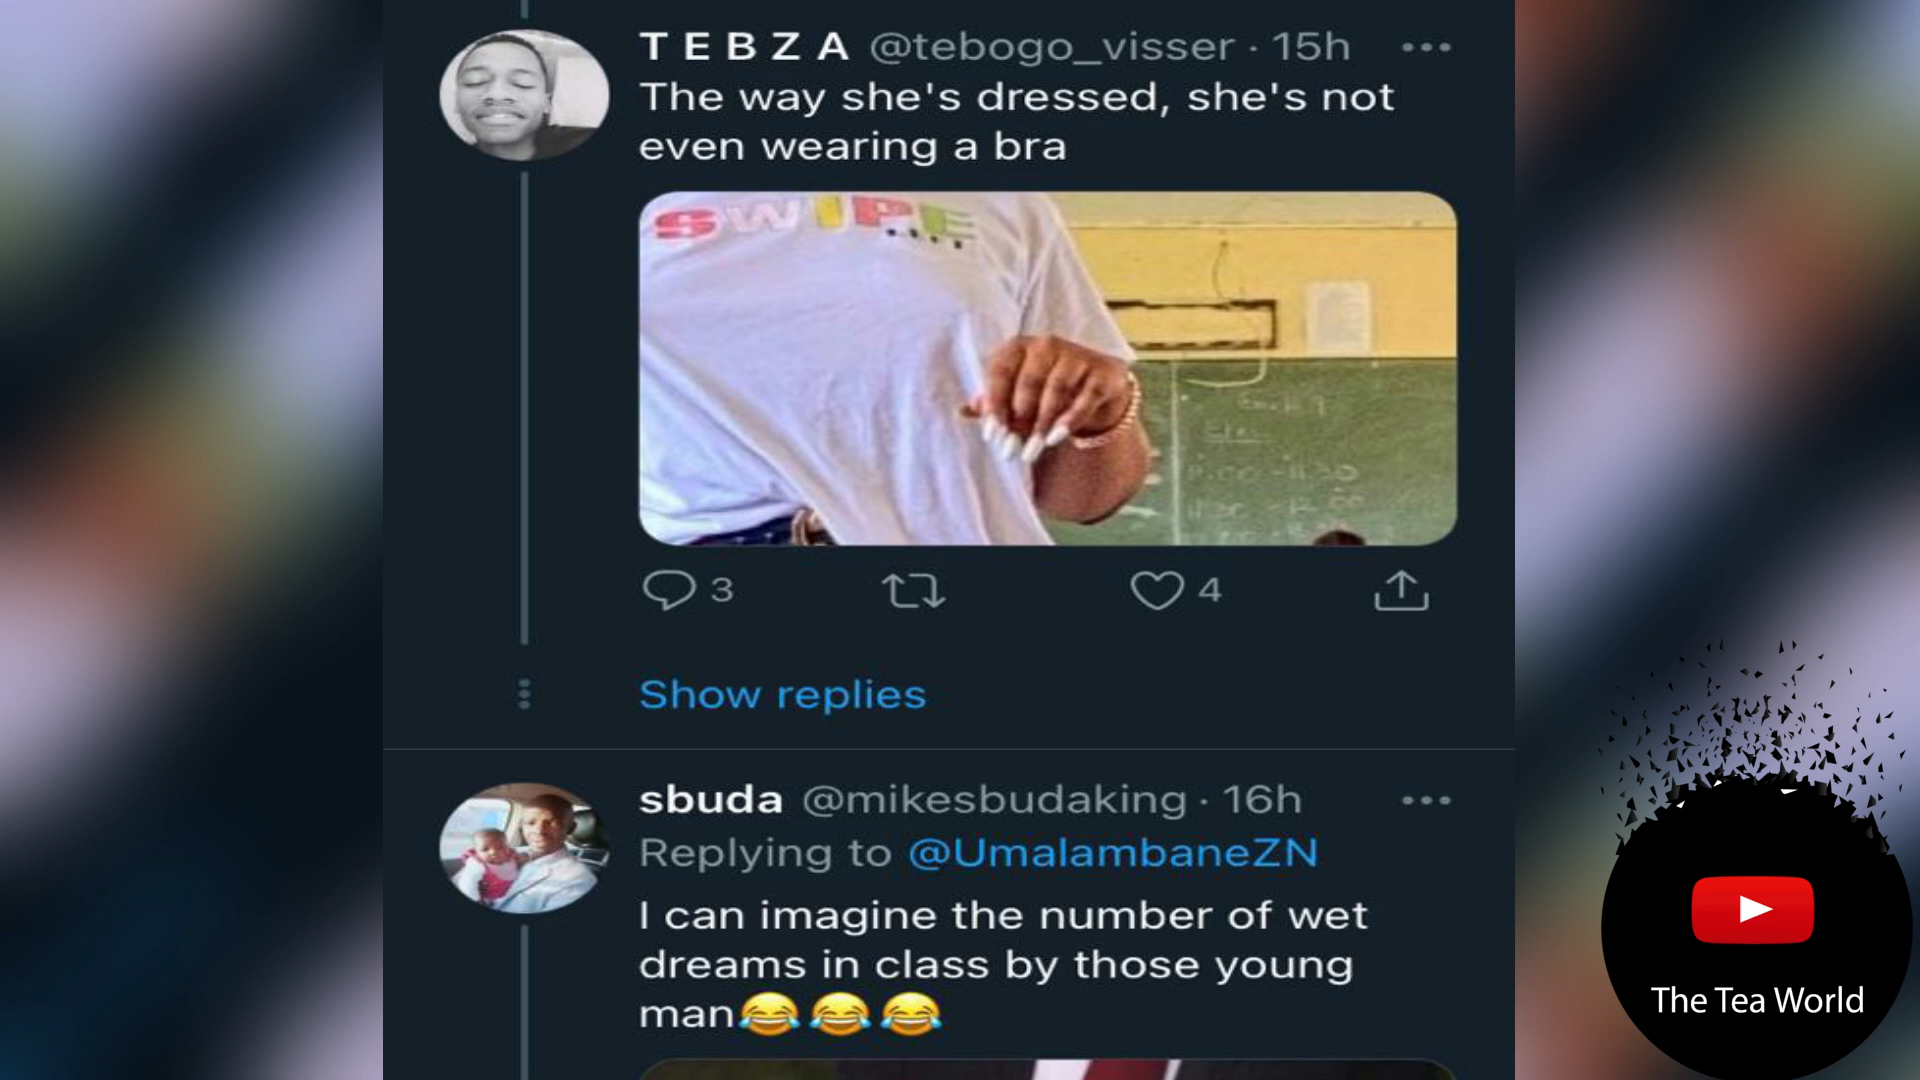 T E B Z A @tebogo_visser · 15h
The way she's dressed, she's not
even wearing a bra
SWIPE
....
3
4
Show replies
sbuda @mikesbudaking · 16h
Replying to @UmalambaneZN
I can imagine the number of wet
dreams in class by those young
man😂😂😂
The Tea World